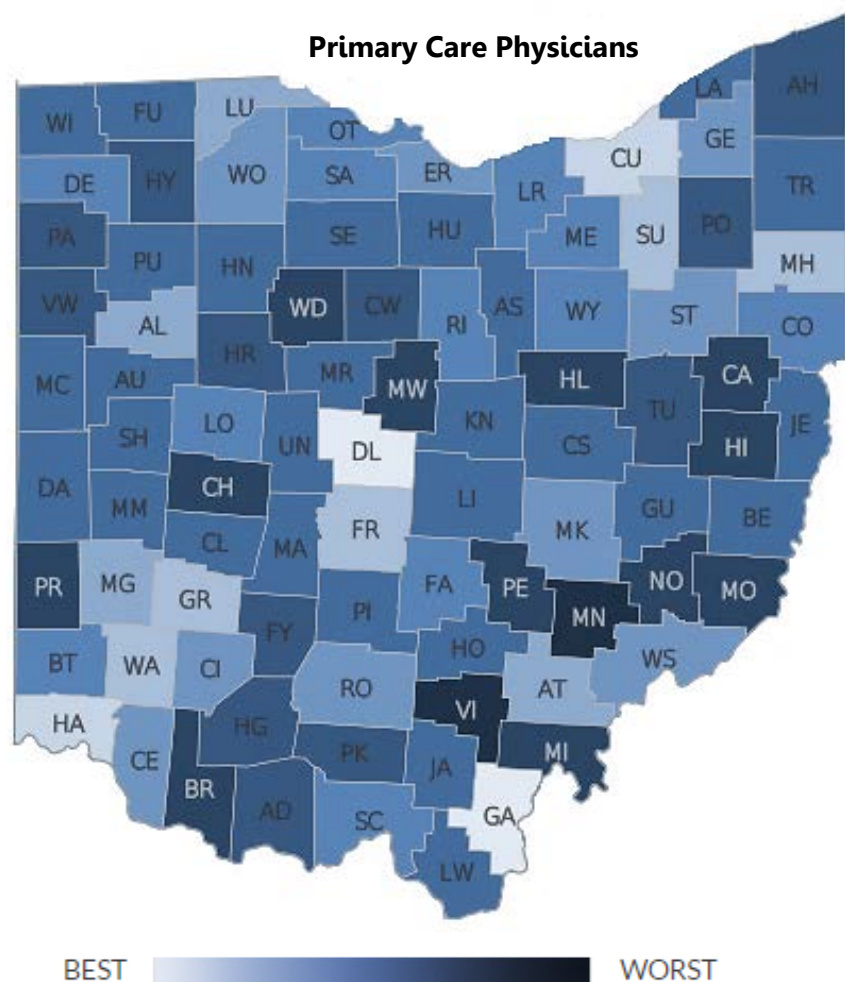 Primary Care Physicians
LA AH
WI FU LU OT CU GE
DE HY WO SA ER LR TR
PA SE HU ME SU PO
PU HN MH
VW AL WD CW RI AS WY ST CO
MC AU HR MR MW HL TU CA
SH LO UN DL KN CS HI JE
DA MM CH LI GU BE
CL MA FR MK
PR MG GR PI FA PE MN NO MO
FY HO
BT WA CI RO AT WS
HA HG VI
CE PK JA MI
BR AD SC GA
LW
BEST WORST